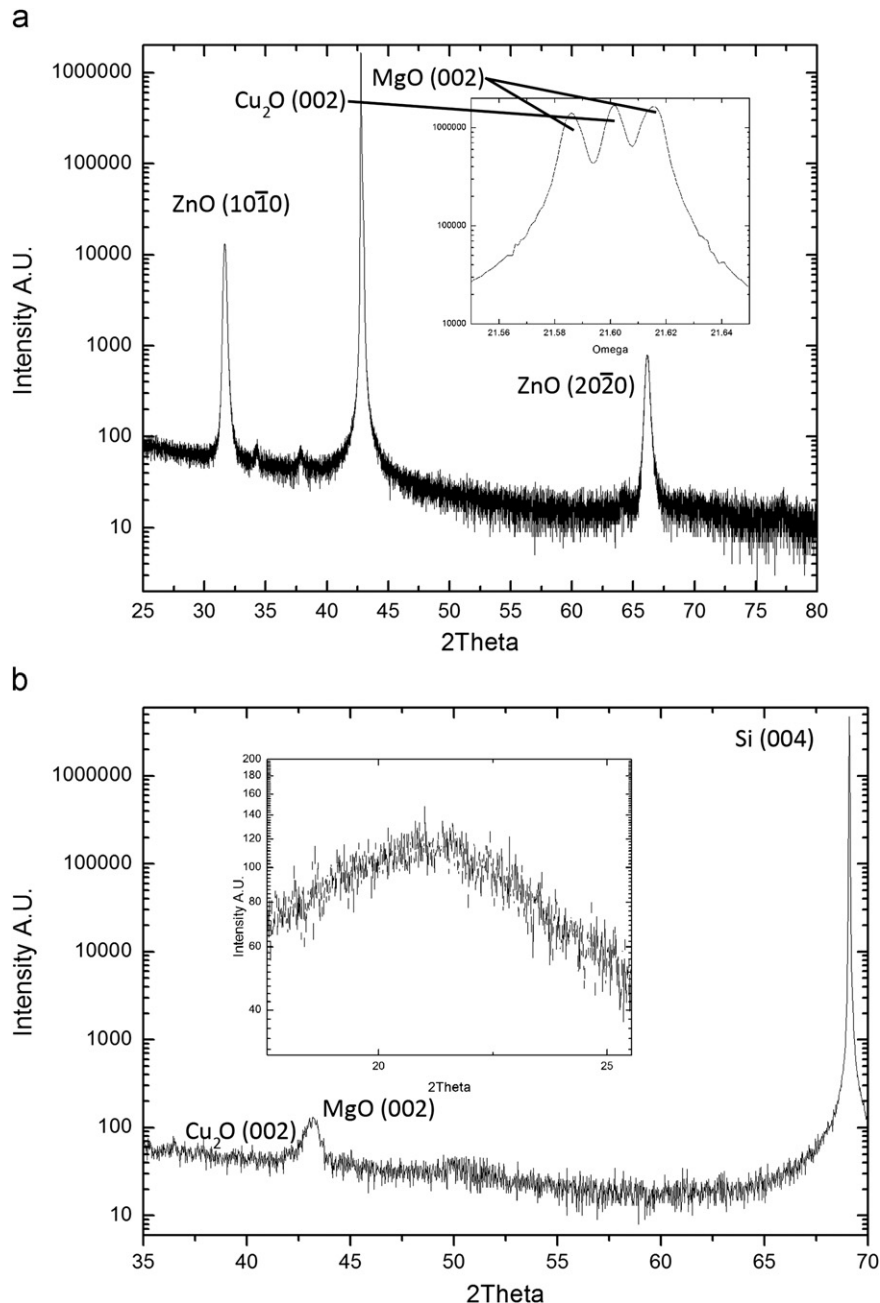 a
1000000
100000
10000
1000
100
10
Intensity A.U.
25 30 35 40 45 50 55 60 65 70 75 80
2Theta
MgO (002)
Cu₂O (002)
ZnO (101̅0)
ZnO (202̅0)
1000000
100000
10000
21.56 21.58 21.60 21.62 21.64
Omega
b
1000000
100000
10000
1000
100
10
Intensity A.U.
35 40 45 50 55 60 65 70
2Theta
Si (004)
Cu₂O (002)
MgO (002)
200
180
160
140
120
100
80
60
40
Intensity A.U.
20 25
2Theta